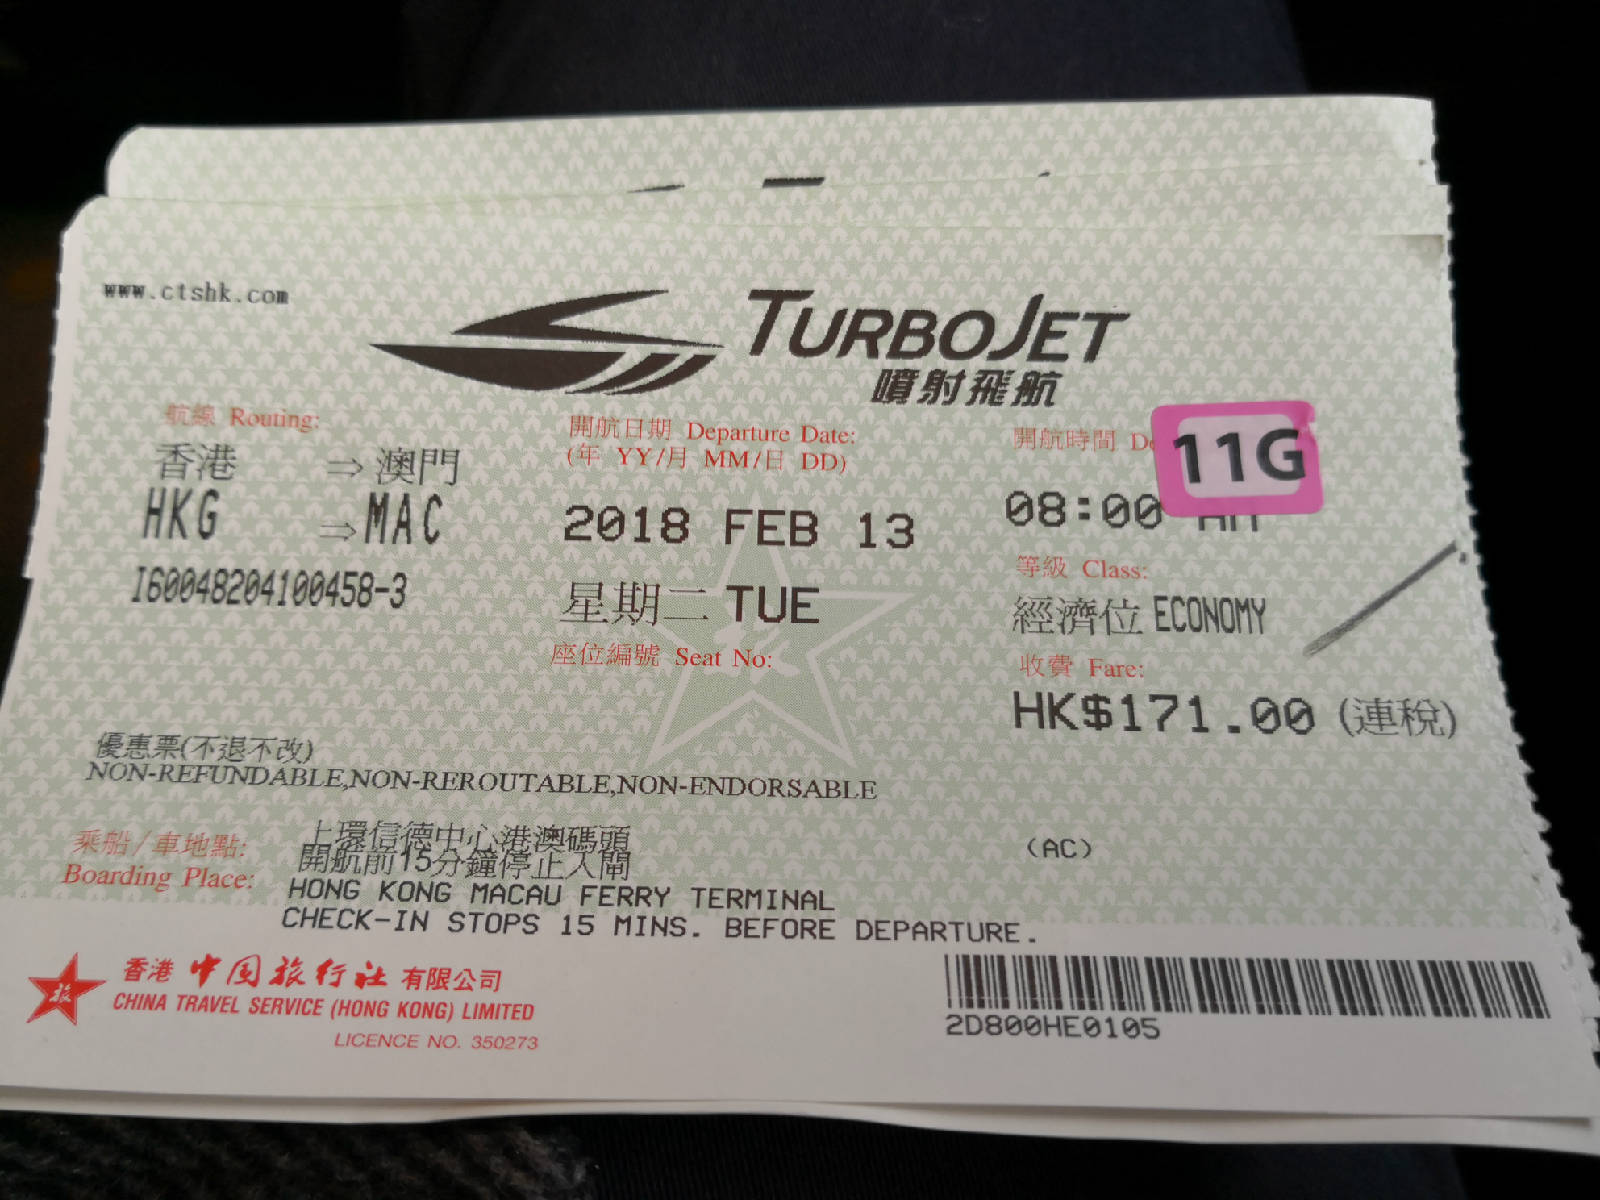 www.ctshk.com
TURBOJET
噴射飛航
航線 Routing:
香港 ⇒ 澳門
HKG ⇒ MAC
I60048204100458-3
開航日期 Departure Date:
(年 YY/月 MM/日 DD)
2018 FEB 13
星期二 TUE
座位編號 Seat No:
開航時間
11G
08:00 AM
等級 Class:
經濟位 ECONOMY
收費 Fare:
HK$171.00 (連稅)
優惠票(不退不改)
NON-REFUNDABLE,NON-REROUTABLE,NON-ENDORSABLE
乘船/車地點:
Boarding Place:
上環信德中心港澳碼頭
開航前15分鐘停止入閘
HONG KONG MACAU FERRY TERMINAL
CHECK-IN STOPS 15 MINS. BEFORE DEPARTURE.
(AC)
旅
香港 中国旅行社 有限公司
CHINA TRAVEL SERVICE (HONG KONG) LIMITED
LICENCE NO. 350273
2D800HE0105